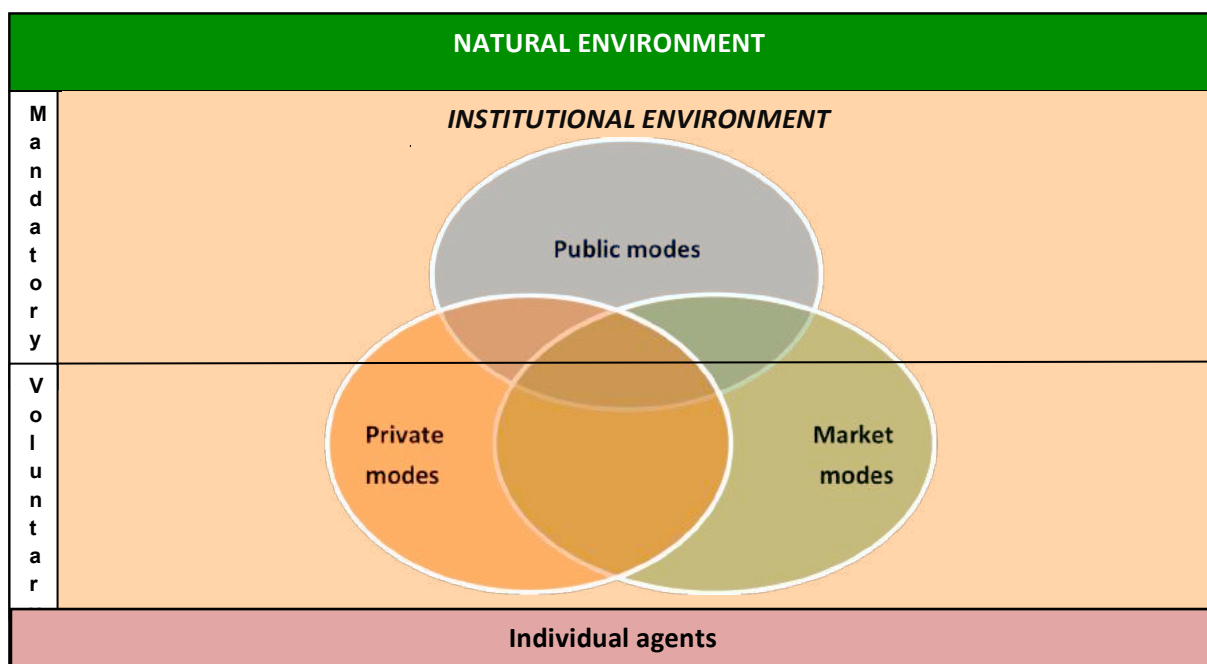 NATURAL ENVIRONMENT
Mandatory
INSTITUTIONAL ENVIRONMENT
Public modes
Voluntar
Private
modes
Market
modes
Individual agents